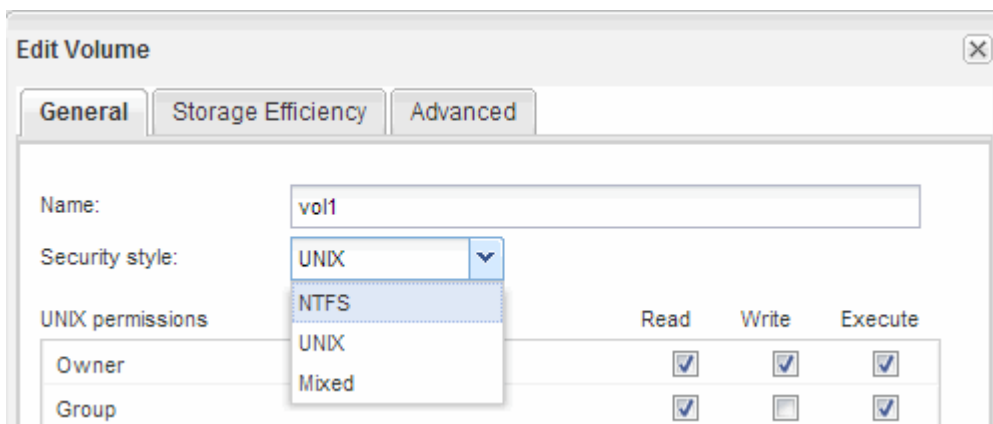 Edit Volume
General Storage Efficiency Advanced
Name: vol1
Security style: UNIX
NTFS
UNIX permissions Read Write Execute
UNIX
Owner
Mixed
Group